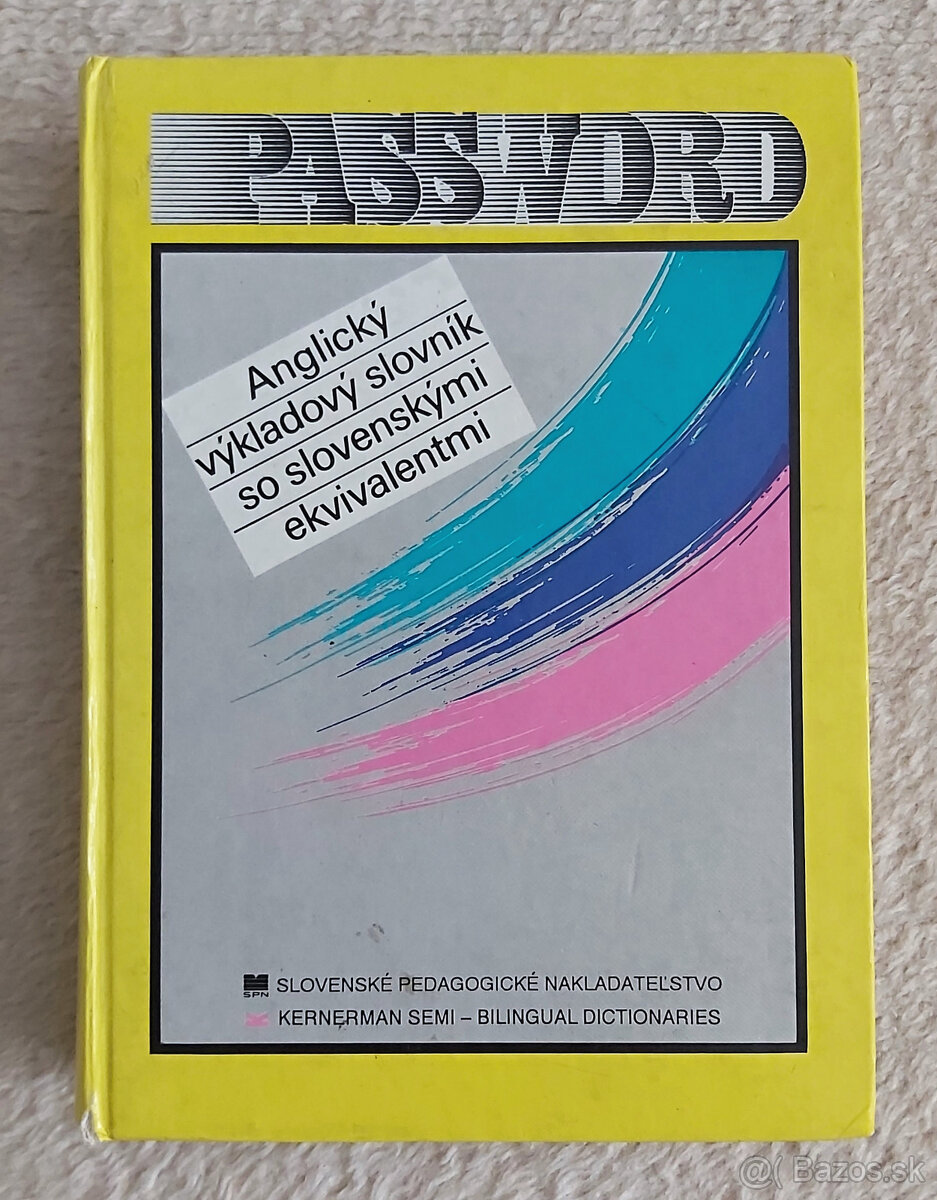 PASSWORD
Anglický
výkladový slovník
so slovenskými
ekvivalentmi
SPN SLOVENSKÉ PEDAGOGICKÉ NAKLADATEĽSTVO
K KERNERMAN SEMI – BILINGUAL DICTIONARIES
@( Bazos.sk